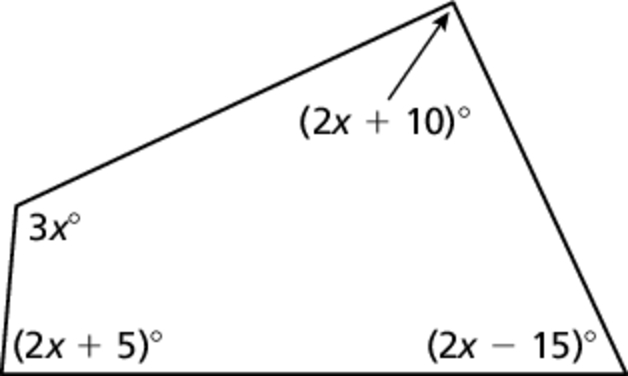 (2x + 10)°
3x°
(2x + 5)°
(2x − 15)°